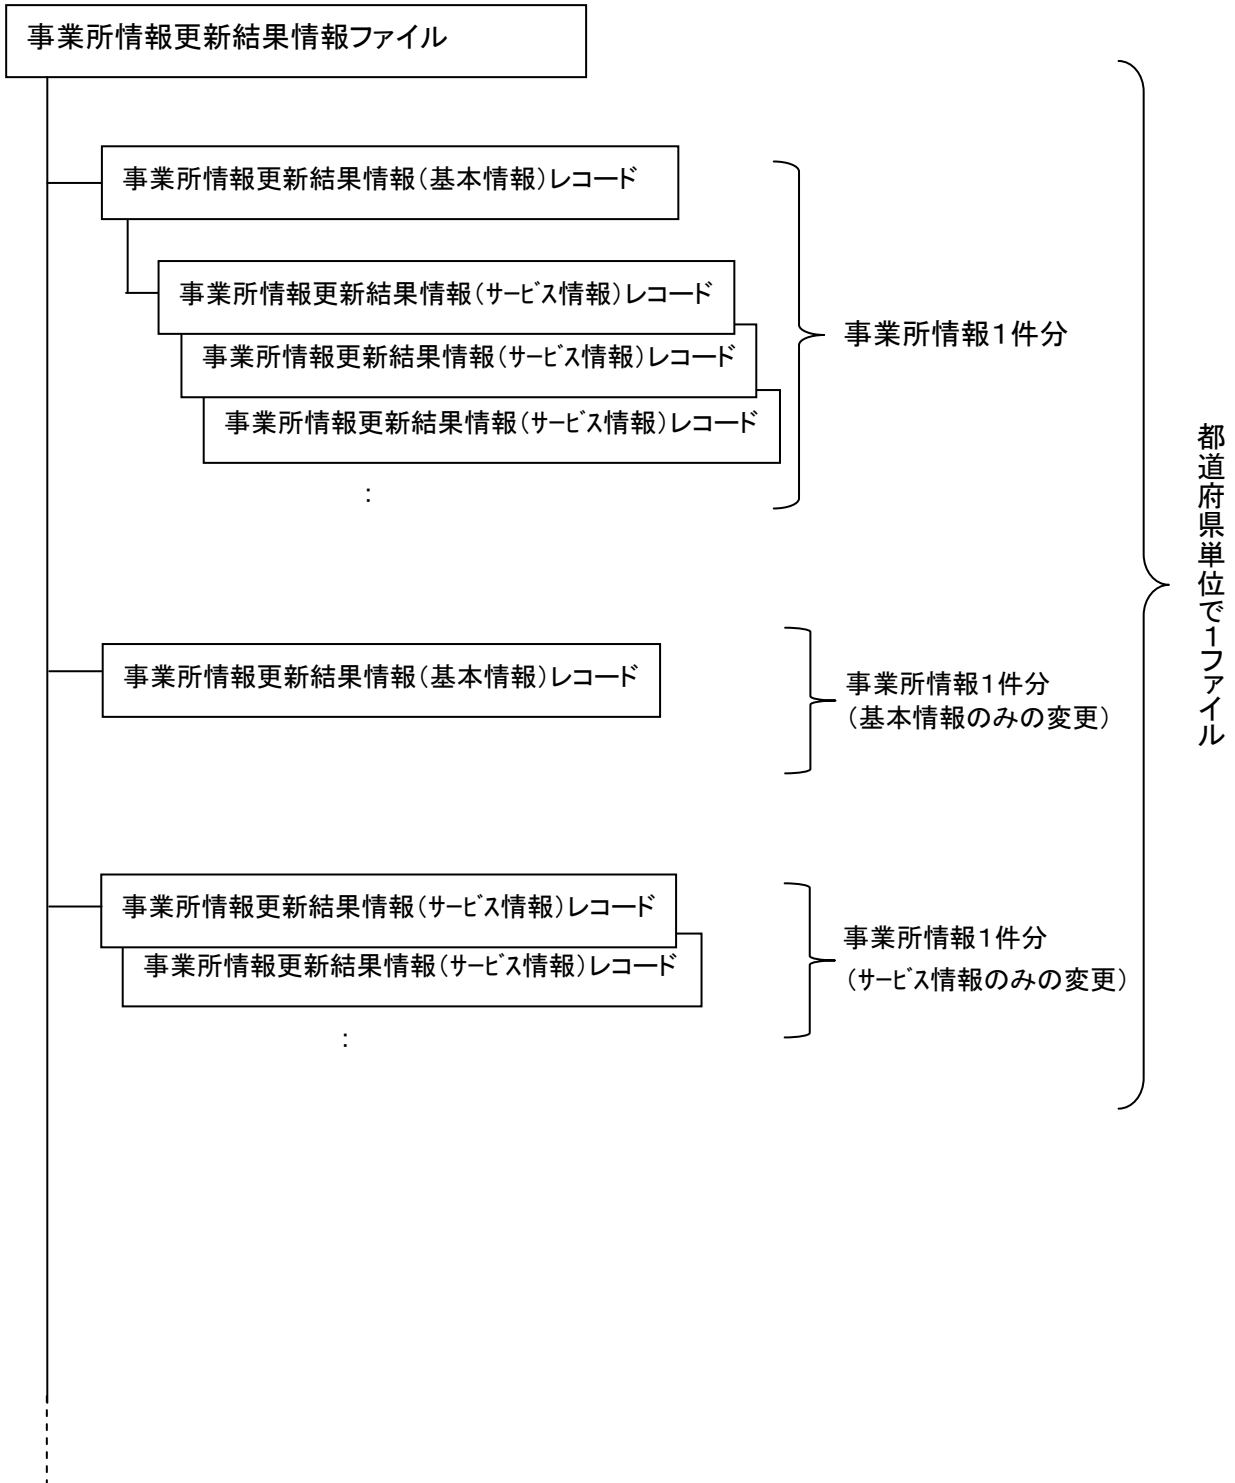 事業所情報更新結果情報ファイル
事業所情報更新結果情報(基本情報)レコード
事業所情報更新結果情報(サービス情報)レコード
事業所情報更新結果情報(サービス情報)レコード
事業所情報更新結果情報(サービス情報)レコード
:
事業所情報1件分
事業所情報更新結果情報(基本情報)レコード
事業所情報1件分
(基本情報のみの変更)
事業所情報更新結果情報(サービス情報)レコード
事業所情報更新結果情報(サービス情報)レコード
:
事業所情報1件分
(サービス情報のみの変更)
都道府県単位で1ファイル